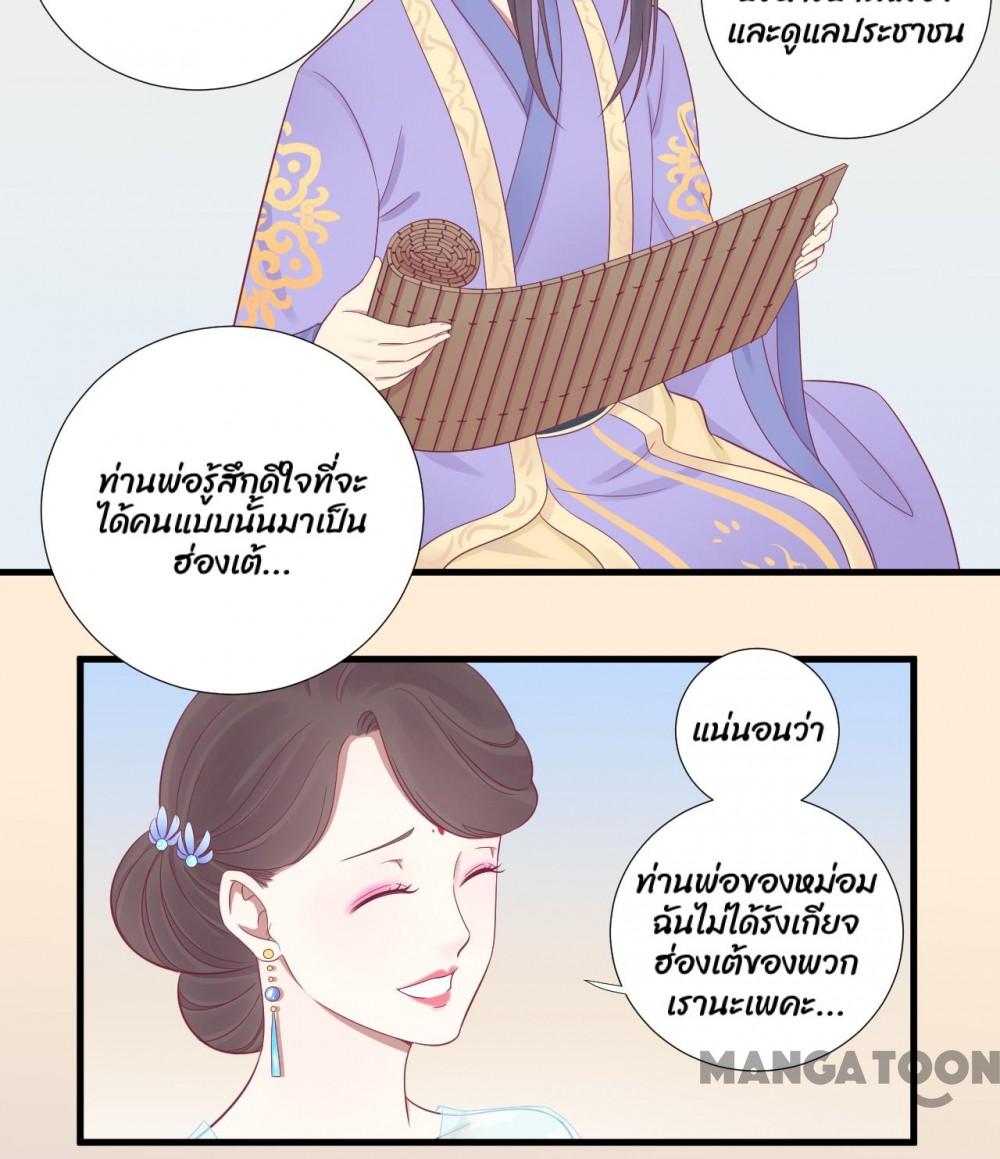 และดูแลประชาชน
ท่านพ่อรู้สึกดีใจที่จะ
ได้คนแบบนั้นมาเป็น
ฮ่องเต้...
แน่นอนว่า
ท่านพ่อของหม่อม
ฉันไม่ได้รังเกียจ
ฮ่องเต้ของพวก
เรานะเพคะ...
MANGATOON